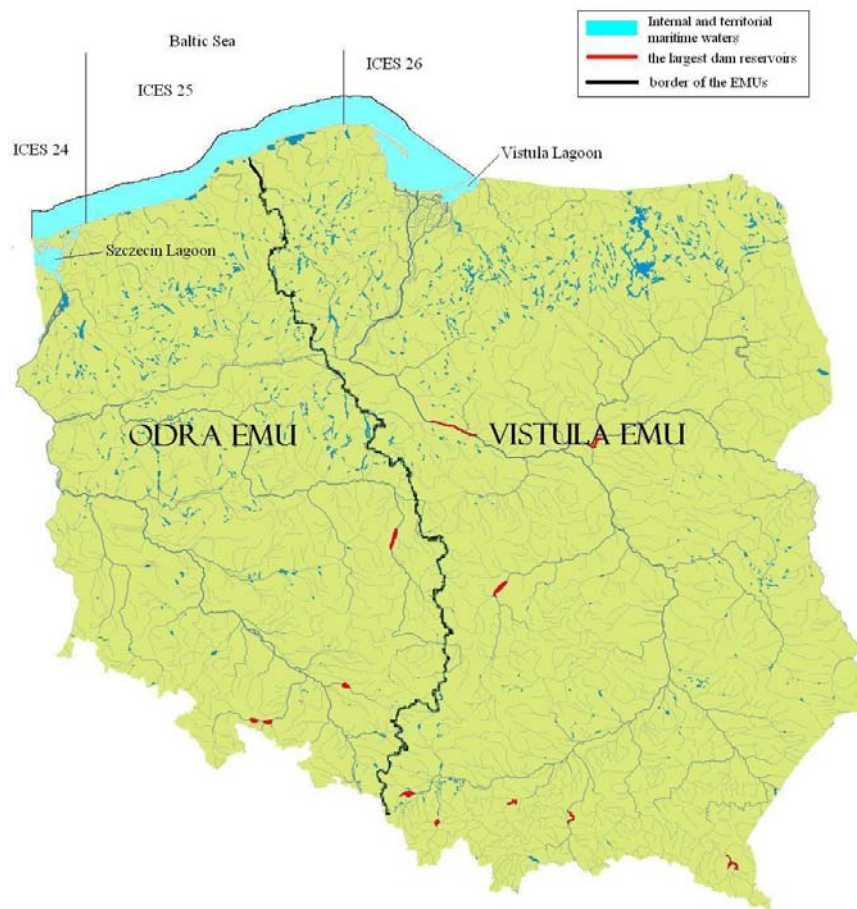 Baltic Sea
Internal and territorial
maritime waters
the largest dam reservoirs
border of the EMUs
ICES 26
ICES 25
ICES 24
Vistula Lagoon
Szczecin Lagoon
ODRA EMU
VISTULA EMU